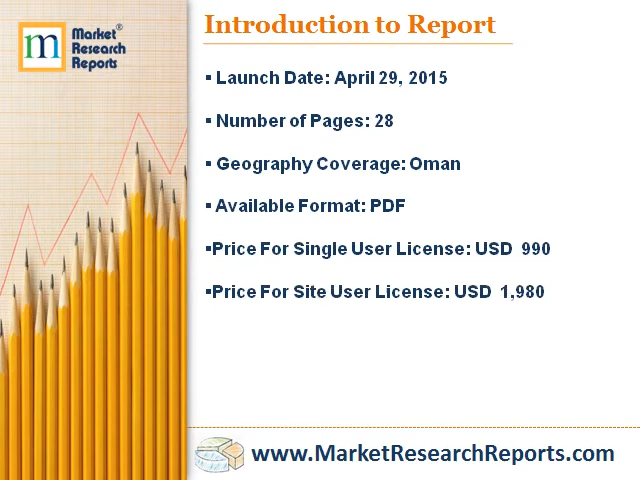 m
Market®
Research
Reports
Introduction to Report
▪ Launch Date: April 29, 2015
▪ Number of Pages: 28
▪ Geography Coverage: Oman
▪ Available Format: PDF
▪Price For Single User License: USD  990
▪Price For Site User License: USD  1,980
www.MarketResearchReports.com